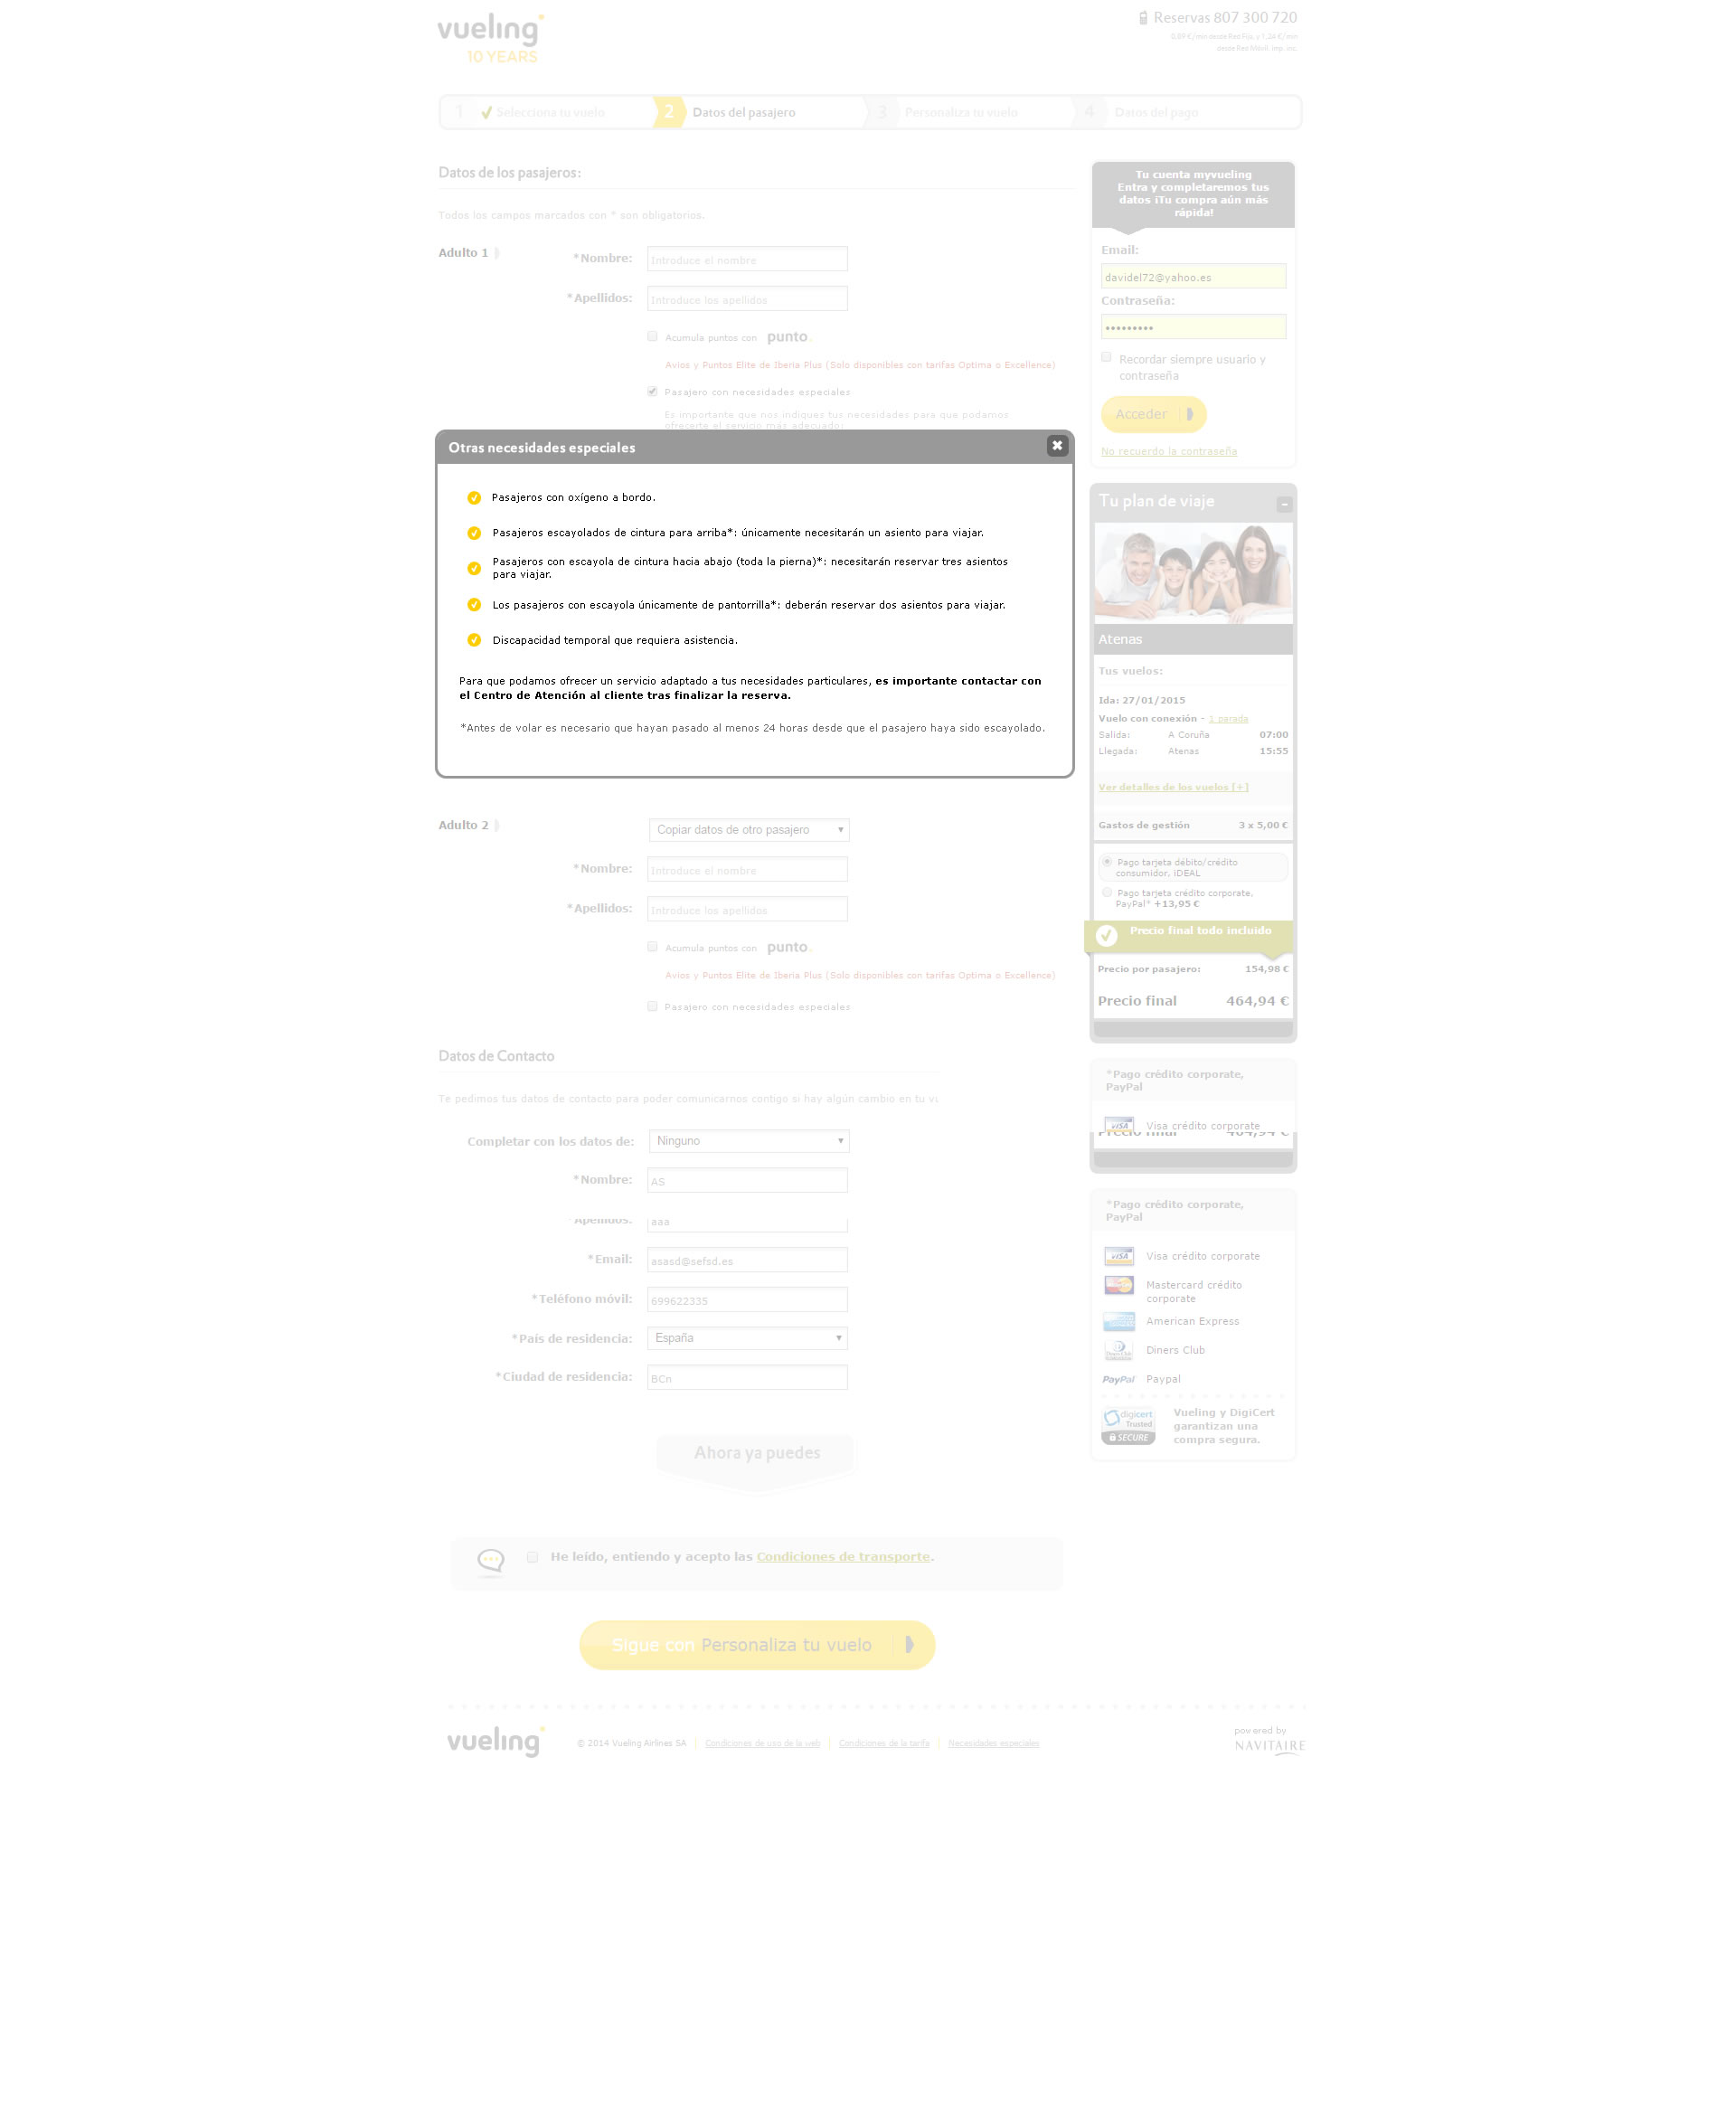 vueling
10 YEARS
Reservas 807 300 720
0,89 €/min desde Red Fija, y 1,34 €/min
desde Red Móvil. Imp. inc.
1 Selecciona tu vuelo
2 Datos del pasajero
3 Personaliza tu vuelo
4 Datos del pago
Datos de los pasajeros:
Todos los campos marcados con * son obligatorios.
Adulto 1
*Nombre: Introduce el nombre
*Apellidos: Introduce los apellidos
Acumula puntos con punto.
Avios y Puntos Elite de Iberia Plus (Solo disponibles con tarifas Optima o Excellence)
Pasajero con necesidades especiales
Es importante que nos indiques tus necesidades para que podamos
ofrecerte el servicio más adecuado:
Otras necesidades especiales
Pasajeros con oxígeno a bordo.
Pasajeros escayolados de cintura para arriba*: únicamente necesitarán un asiento para viajar.
Pasajeros con escayola de cintura hacia abajo (toda la pierna)*: necesitarán reservar tres asientos
para viajar.
Los pasajeros con escayola únicamente de pantorrilla*: deberán reservar dos asientos para viajar.
Discapacidad temporal que requiera asistencia.
Para que podamos ofrecer un servicio adaptado a tus necesidades particulares, es importante contactar con
el Centro de Atención al cliente tras finalizar la reserva.
*Antes de volar es necesario que hayan pasado al menos 24 horas desde que el pasajero haya sido escayolado.
Adulto 2
Copiar datos de otro pasajero
*Nombre: Introduce el nombre
*Apellidos: Introduce los apellidos
Acumula puntos con punto.
Avios y Puntos Elite de Iberia Plus (Solo disponibles con tarifas Optima o Excellence)
Pasajero con necesidades especiales
Datos de Contacto
Te pedimos tus datos de contacto para poder comunicarnos contigo si hay algún cambio en tu vu
Completar con los datos de: Ninguno
*Nombre: AS
*Apellidos: aaa
*Email: asasd@sefsd.es
*Teléfono móvil: 699622335
*País de residencia: España
*Ciudad de residencia: BCn
Ahora ya puedes
He leído, entiendo y acepto las Condiciones de transporte.
Sigue con Personaliza tu vuelo
Tu cuenta myvueling
Entra y completaremos tus
datos ¡Tu compra aún más
rápida!
Email:
davidel72@yahoo.es
Contraseña:
•••••••••
Recordar siempre usuario y
contraseña
Acceder
No recuerdo la contraseña
Tu plan de viaje
Atenas
Tus vuelos:
Ida: 27/01/2015
Vuelo con conexión - 1 parada
Salida: A Coruña 07:00
Llegada: Atenas 15:55
Ver detalles de los vuelos [+]
Gastos de gestión 3 x 5,00 €
Pago tarjeta débito/crédito
consumidor, iDEAL
Pago tarjeta crédito corporate,
PayPal* +13,95 €
Precio final todo incluido
Precio por pasajero: 154,98 €
Precio final 464,94 €
*Pago crédito corporate,
PayPal
VISA Visa crédito corporate
Precio final 464,94 €
*Pago crédito corporate,
PayPal
VISA Visa crédito corporate
Mastercard crédito
corporate
American Express
Diners Club
PayPal Paypal
digicert
Trusted
SECURE
Vueling y DigiCert
garantizan una
compra segura.
vueling
© 2014 Vueling Airlines SA
Condiciones de uso de la web
Condiciones de la tarifa
Necesidades especiales
powered by
NAVITAIRE